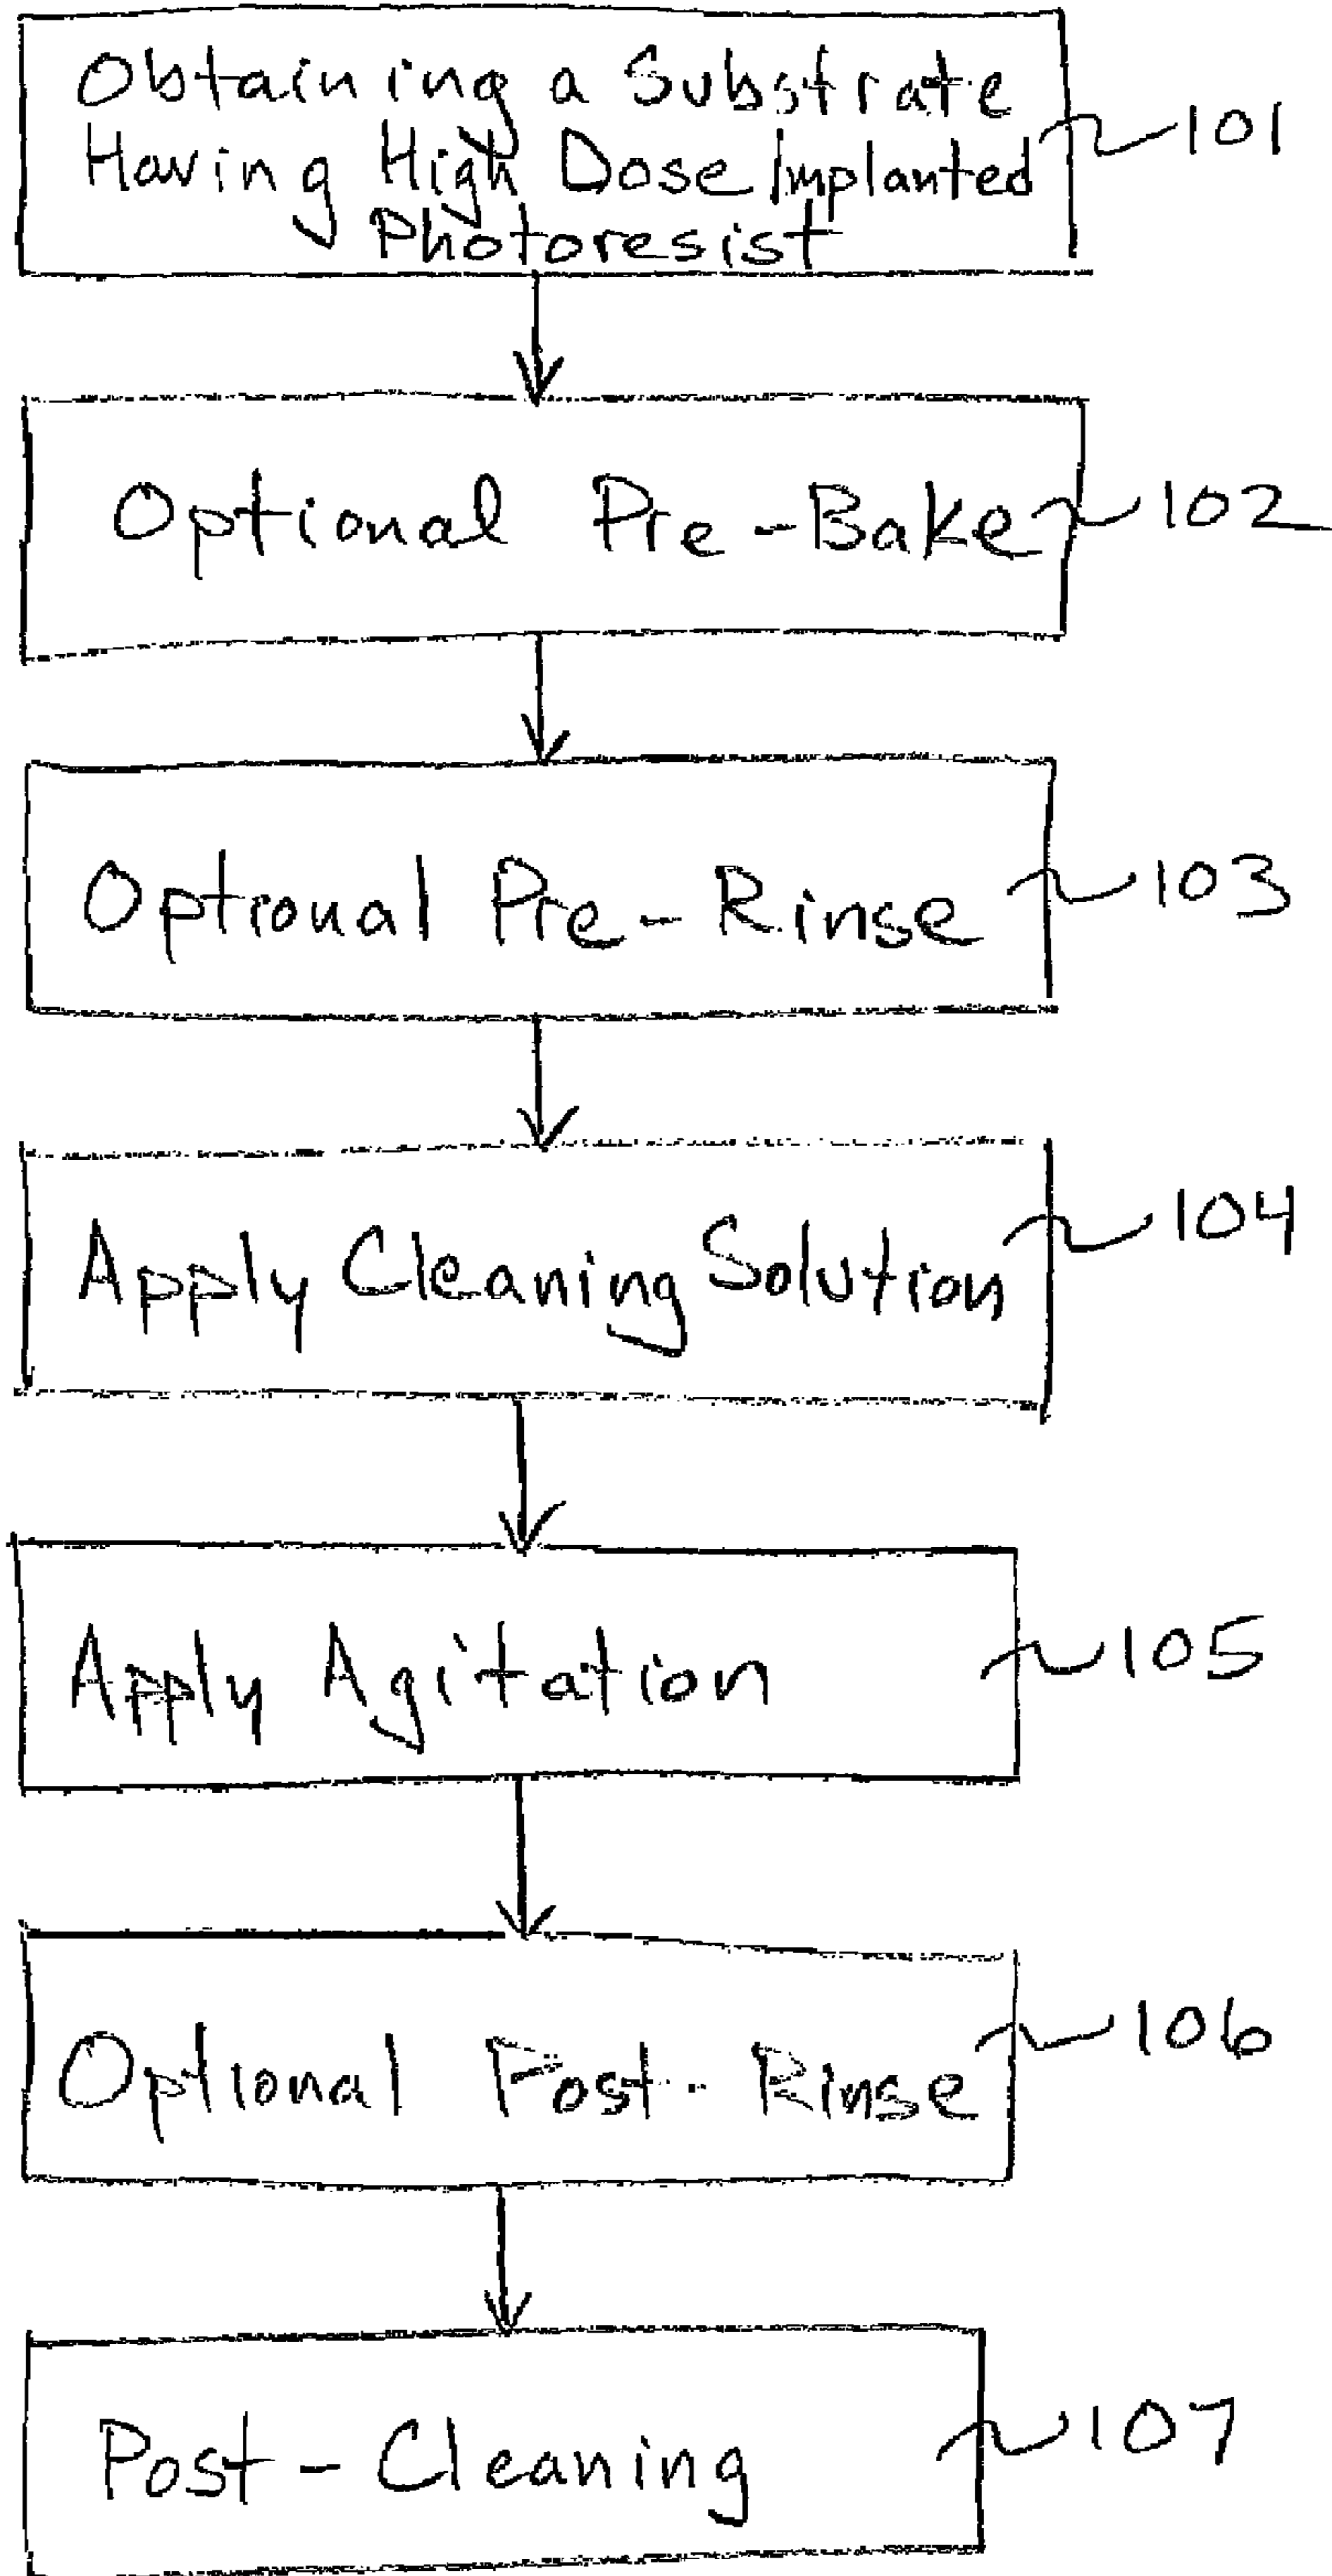 Obtaining a Substrate
Having High Dose Implanted
Photoresist
101
Optional Pre-Bake
102
Optional Pre-Rinse
103
Apply Cleaning Solution
104
Apply Agitation
105
Optional Post-Rinse
106
Post-Cleaning
107